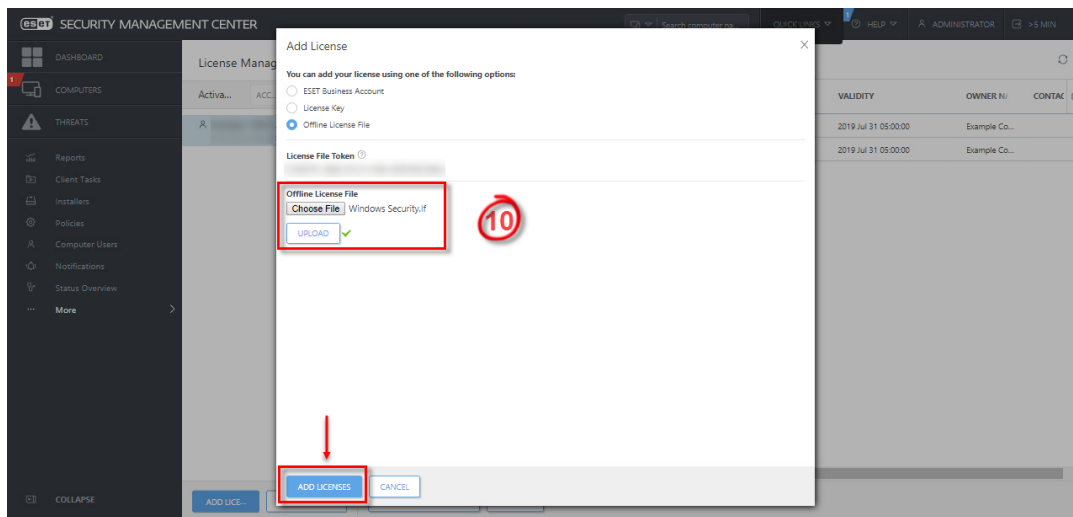 eset SECURITY MANAGEMENT CENTER
Search computer na...
QUICK LINKS
1
HELP
ADMINISTRATOR
>5 MIN
DASHBOARD
1
COMPUTERS
THREATS
Reports
Client Tasks
Installers
Policies
Computer Users
Notifications
Status Overview
More
COLLAPSE
License Manag
Activa...
ACC...
ADD LICE...
Add License
You can add your license using one of the following options:
ESET Business Account
License Key
Offline License File
License File Token
Offline License File
Choose File Windows Security.lf
UPLOAD
10
ADD LICENSES
CANCEL
VALIDITY OWNER N CONTAC
2019 Jul 31 05:00:00 Example Co...
2019 Jul 31 05:00:00 Example Co...